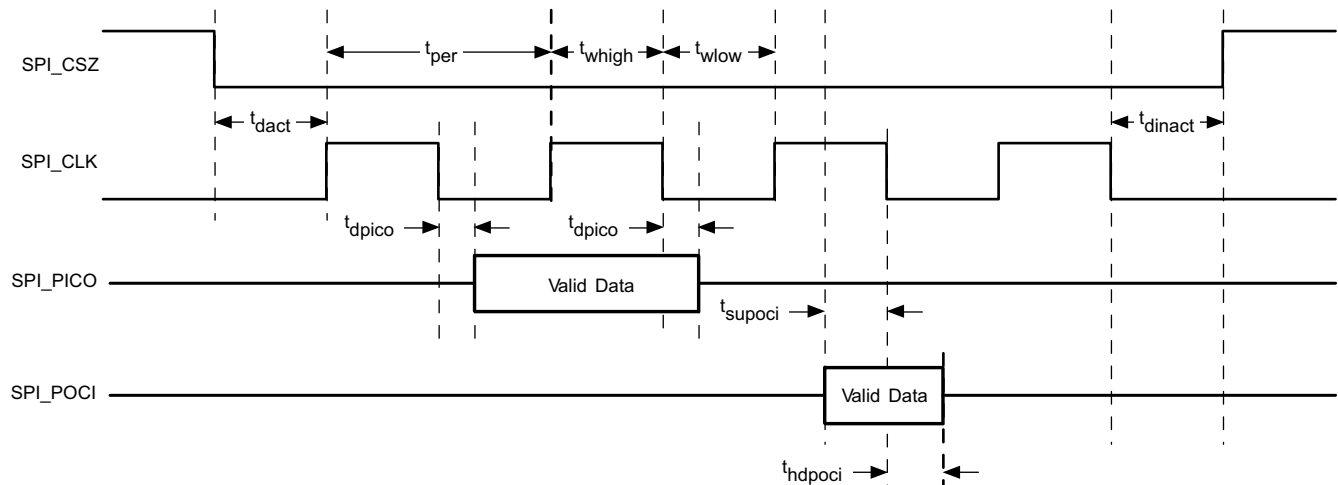 SPI_CSZ
t_per
t_whigh
t_wlow
t_dact
t_dinact
SPI_CLK
t_dpico
t_dpico
SPI_PICO
Valid Data
t_supoci
SPI_POCI
Valid Data
t_hdpoci